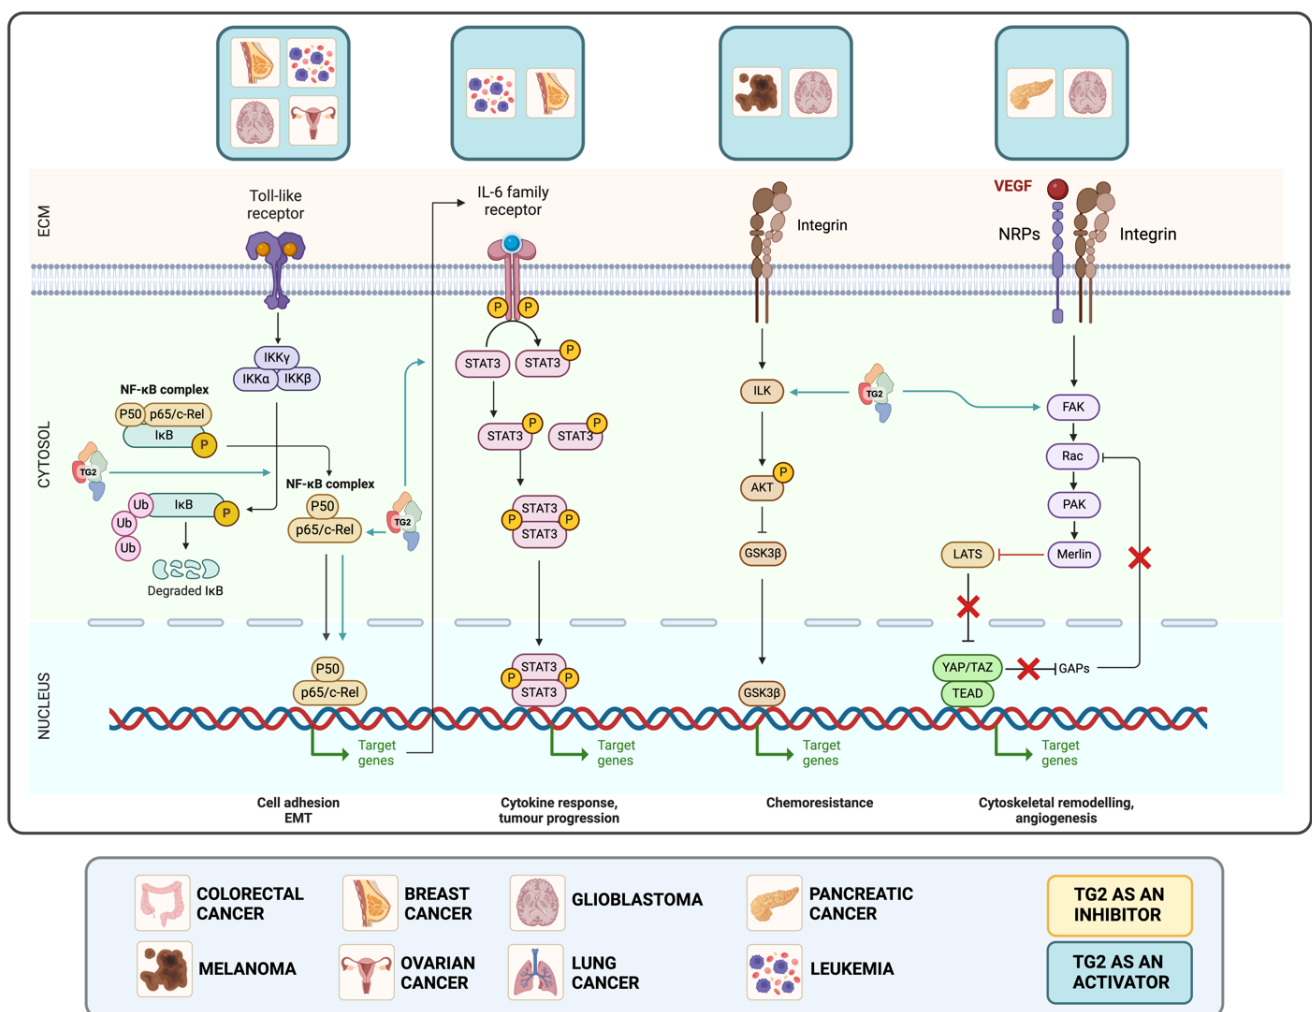 ECM
CYTOSOL
NUCLEUS
Toll-like
receptor
IKKγ
IKKα
IKKβ
NF-κB complex
P50
p65/c-Rel
IκB
P
TG2
Ub
IκB
P
Ub
Ub
Degraded IκB
NF-κB complex
P50
p65/c-Rel
TG2
P50
p65/c-Rel
Target
genes
Cell adhesion
EMT
IL-6 family
receptor
P
P
STAT3
STAT3
P
STAT3
P
STAT3
P
STAT3
P
P
STAT3
STAT3
P
P
STAT3
Target
genes
Cytokine response,
tumour progression
Integrin
ILK
TG2
AKT
P
GSK3β
GSK3β
Target
genes
Chemoresistance
VEGF
NRPs
Integrin
FAK
Rac
PAK
LATS
Merlin
YAP/TAZ
GAPs
TEAD
Target
genes
Cytoskeletal remodelling,
angiogenesis
COLORECTAL
CANCER
BREAST
CANCER
GLIOBLASTOMA
PANCREATIC
CANCER
TG2 AS AN
INHIBITOR
MELANOMA
OVARIAN
CANCER
LUNG
CANCER
LEUKEMIA
TG2 AS AN
ACTIVATOR